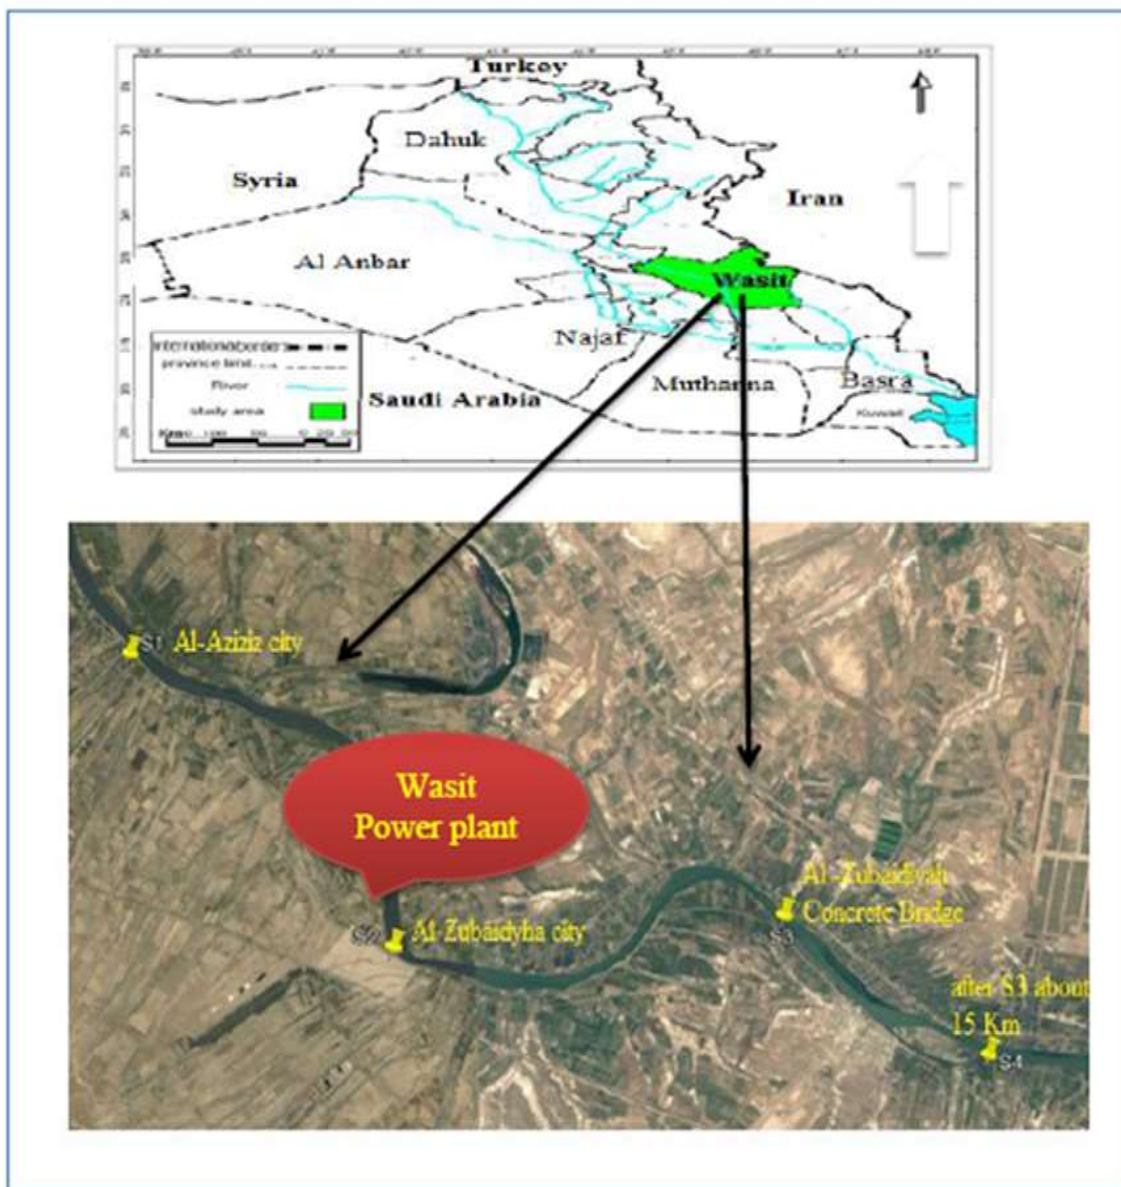 Turkey
Dahuk
Syria
Iran
Al Anbar
Wasit
Najaf
Muthanna
Basra
Kuwait
Saudi Arabia
province limit
River
study area
S1 Al-Aziziz city
Wasit
Power plant
S2 Al-Zubaidyha city
Al-Zubaidiyah
Concrete Bridge
S3
after S3 about
15 Km
S4